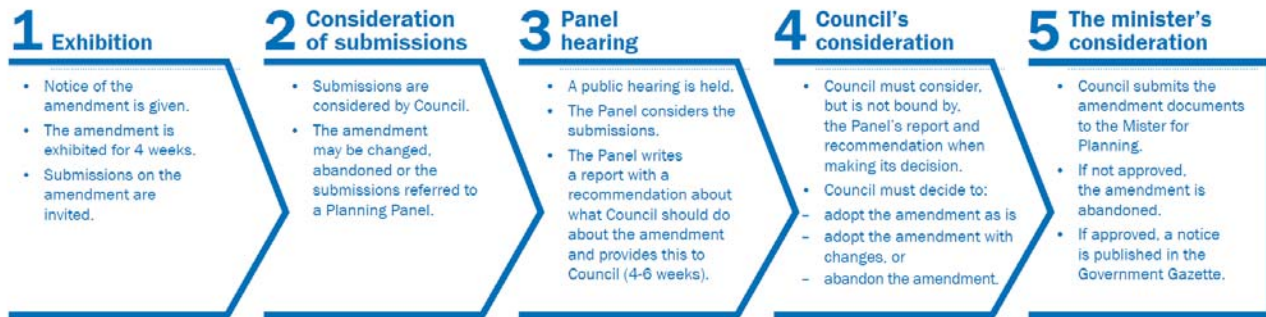 1 Exhibition
• Notice of the
amendment is given.
• The amendment is
exhibited for 4 weeks.
• Submissions on the
amendment are
invited.
2 Consideration
of submissions
• Submissions are
considered by Council.
• The amendment
may be changed,
abandoned or the
submissions referred to
a Planning Panel.
3 Panel
hearing
• A public hearing is held.
• The Panel considers the
submissions.
• The Panel writes
a report with a
recommendation about
what Council should do
about the amendment
and provides this to
Council (4-6 weeks).
4 Council's
consideration
• Council must consider,
but is not bound by,
the Panel's report and
recommendation when
making its decision.
• Council must decide to:
– adopt the amendment as is
– adopt the amendment with
changes, or
– abandon the amendment.
5 The minister's
consideration
• Council submits the
amendment documents
to the Mister for
Planning.
• If not approved,
the amendment is
abandoned.
• If approved, a notice
is published in the
Government Gazette.